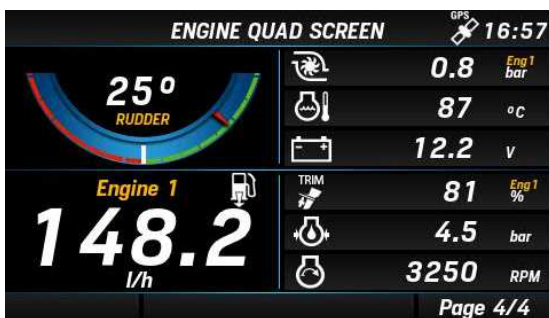 ENGINE QUAD SCREEN GPS 16:57
25° RUDDER
0.8 Eng1 bar
87 °C
- + 12.2 V
Engine 1
148.2
l/h
TRIM 81 Eng1 %
4.5 bar
3250 RPM
Page 4/4